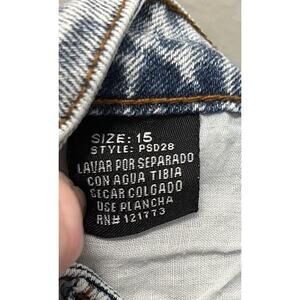 SIZE: 15
STYLE: PSD28
LAVAR POR SEPARADO
CON AGUA TIBIA
SECAR COLGADO
USE PLANCHA
RN# 121773